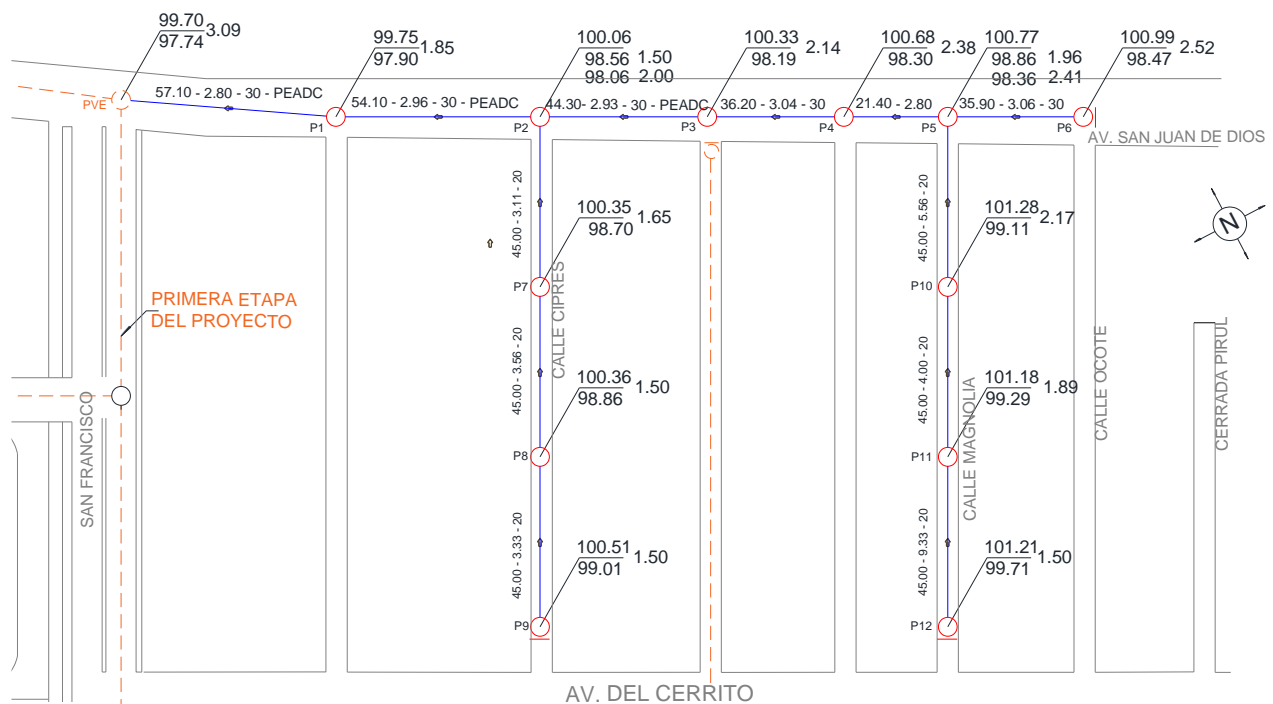 99.70
97.74
3.09
99.75
97.90
1.85
100.06
98.56 1.50
98.06 2.00
100.33
98.19
2.14
100.68
98.30
2.38
100.77
98.86 1.96
98.36 2.41
100.99
98.47
2.52
PVE
57.10 - 2.80 - 30 - PEADC
P1
54.10 - 2.96 - 30 - PEADC
P2
44.30 - 2.93 - 30 - PEADC
P3
36.20 - 3.04 - 30
P4
21.40 - 2.80
P5
35.90 - 3.06 - 30
P6
AV. SAN JUAN DE DIOS
45.00 - 3.11 - 20
100.35
98.70
1.65
45.00 - 5.56 - 20
101.28
99.11
2.17
N
P7
CALLE CIPRES
P10
PRIMERA ETAPA
DEL PROYECTO
45.00 - 3.56 - 20
100.36
98.86
1.50
45.00 - 4.00 - 20
101.18
99.29
1.89
CALLE OCOTE
CERRADA PIRUL
SAN FRANCISCO
P8
P11
CALLE MAGNOLIA
45.00 - 3.33 - 20
100.51
99.01
1.50
45.00 - 9.33 - 20
101.21
99.71
1.50
P9
P12
AV. DEL CERRITO